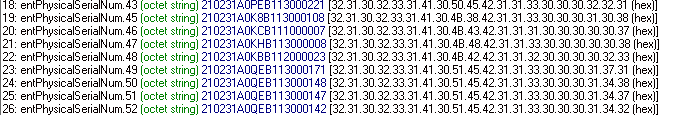 18: entPhysicalSerialNum.43 (octet string) 210231A0PEB113000221 [32.31.30.32.33.31.41.30.50.45.42.31.31.33.30.30.30.32.32.31 (hex)]
19: entPhysicalSerialNum.45 (octet string) 210231A0K8B113000108 [32.31.30.32.33.31.41.30.4B.38.42.31.31.33.30.30.30.31.30.38 (hex)]
20: entPhysicalSerialNum.46 (octet string) 210231A0KCB111000007 [32.31.30.32.33.31.41.30.4B.43.42.31.31.31.30.30.30.30.30.37 (hex)]
21: entPhysicalSerialNum.47 (octet string) 210231A0KHB113000008 [32.31.30.32.33.31.41.30.4B.48.42.31.31.33.30.30.30.30.30.38 (hex)]
22: entPhysicalSerialNum.48 (octet string) 210231A0KBB112000023 [32.31.30.32.33.31.41.30.4B.42.42.31.31.32.30.30.30.30.32.33 (hex)]
23: entPhysicalSerialNum.49 (octet string) 210231A0QEB113000171 [32.31.30.32.33.31.41.30.51.45.42.31.31.33.30.30.30.31.37.31 (hex)]
24: entPhysicalSerialNum.50 (octet string) 210231A0QEB113000148 [32.31.30.32.33.31.41.30.51.45.42.31.31.33.30.30.30.31.34.38 (hex)]
25: entPhysicalSerialNum.51 (octet string) 210231A0QEB113000147 [32.31.30.32.33.31.41.30.51.45.42.31.31.33.30.30.30.31.34.37 (hex)]
26: entPhysicalSerialNum.52 (octet string) 210231A0QEB113000142 [32.31.30.32.33.31.41.30.51.45.42.31.31.33.30.30.30.31.34.32 (hex)]